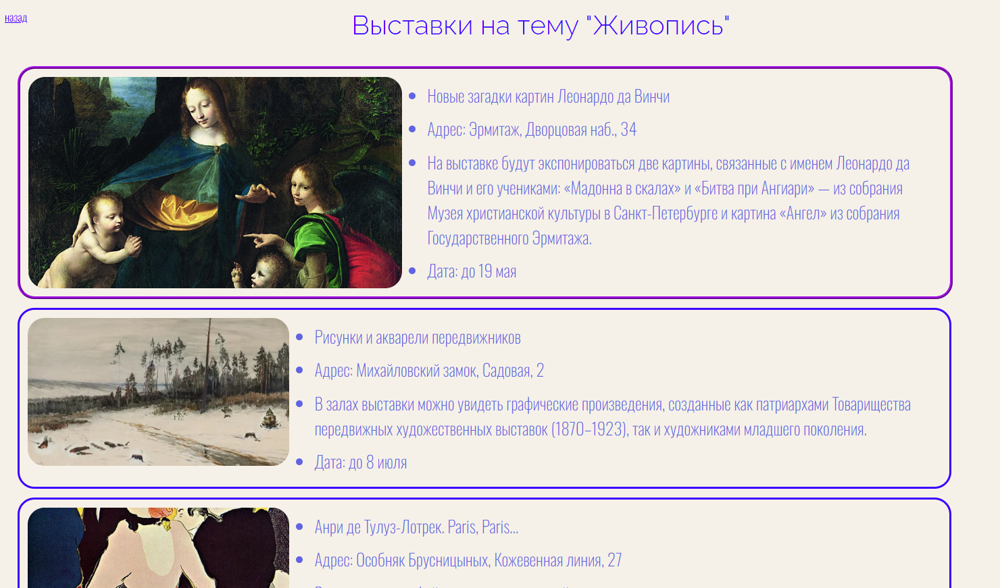 назад
Выставки на тему "Живопись"
Новые загадки картин Леонардо да Винчи
Адрес: Эрмитаж, Дворцовая наб., 34
На выставке будут экспонироваться две картины, связанные с именем Леонардо да
Винчи и его учениками: «Мадонна в скалах» и «Битва при Ангиари» — из собрания
Музея христианской культуры в Санкт-Петербурге и картина «Ангел» из собрания
Государственного Эрмитажа.
Дата: до 19 мая
Рисунки и акварели передвижников
Адрес: Михайловский замок, Садовая, 2
В залах выставки можно увидеть графические произведения, созданные как патриархами Товарищества
передвижных художественных выставок (1870–1923), так и художниками младшего поколения.
Дата: до 8 июля
Анри де Тулуз-Лотрек. Paris, Paris...
Адрес: Особняк Брусницыных, Кожевенная линия, 27